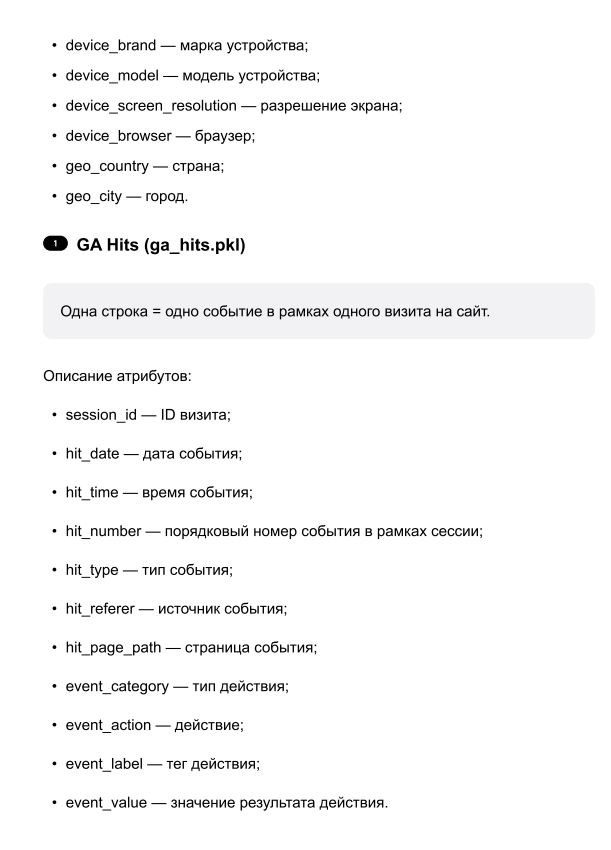 • device_brand — марка устройства;
• device_model — модель устройства;
• device_screen_resolution — разрешение экрана;
• device_browser — браузер;
• geo_country — страна;
• geo_city — город.
1 GA Hits (ga_hits.pkl)
Одна строка = одно событие в рамках одного визита на сайт.
Описание атрибутов:
• session_id — ID визита;
• hit_date — дата события;
• hit_time — время события;
• hit_number — порядковый номер события в рамках сессии;
• hit_type — тип события;
• hit_referer — источник события;
• hit_page_path — страница события;
• event_category — тип действия;
• event_action — действие;
• event_label — тег действия;
• event_value — значение результата действия.